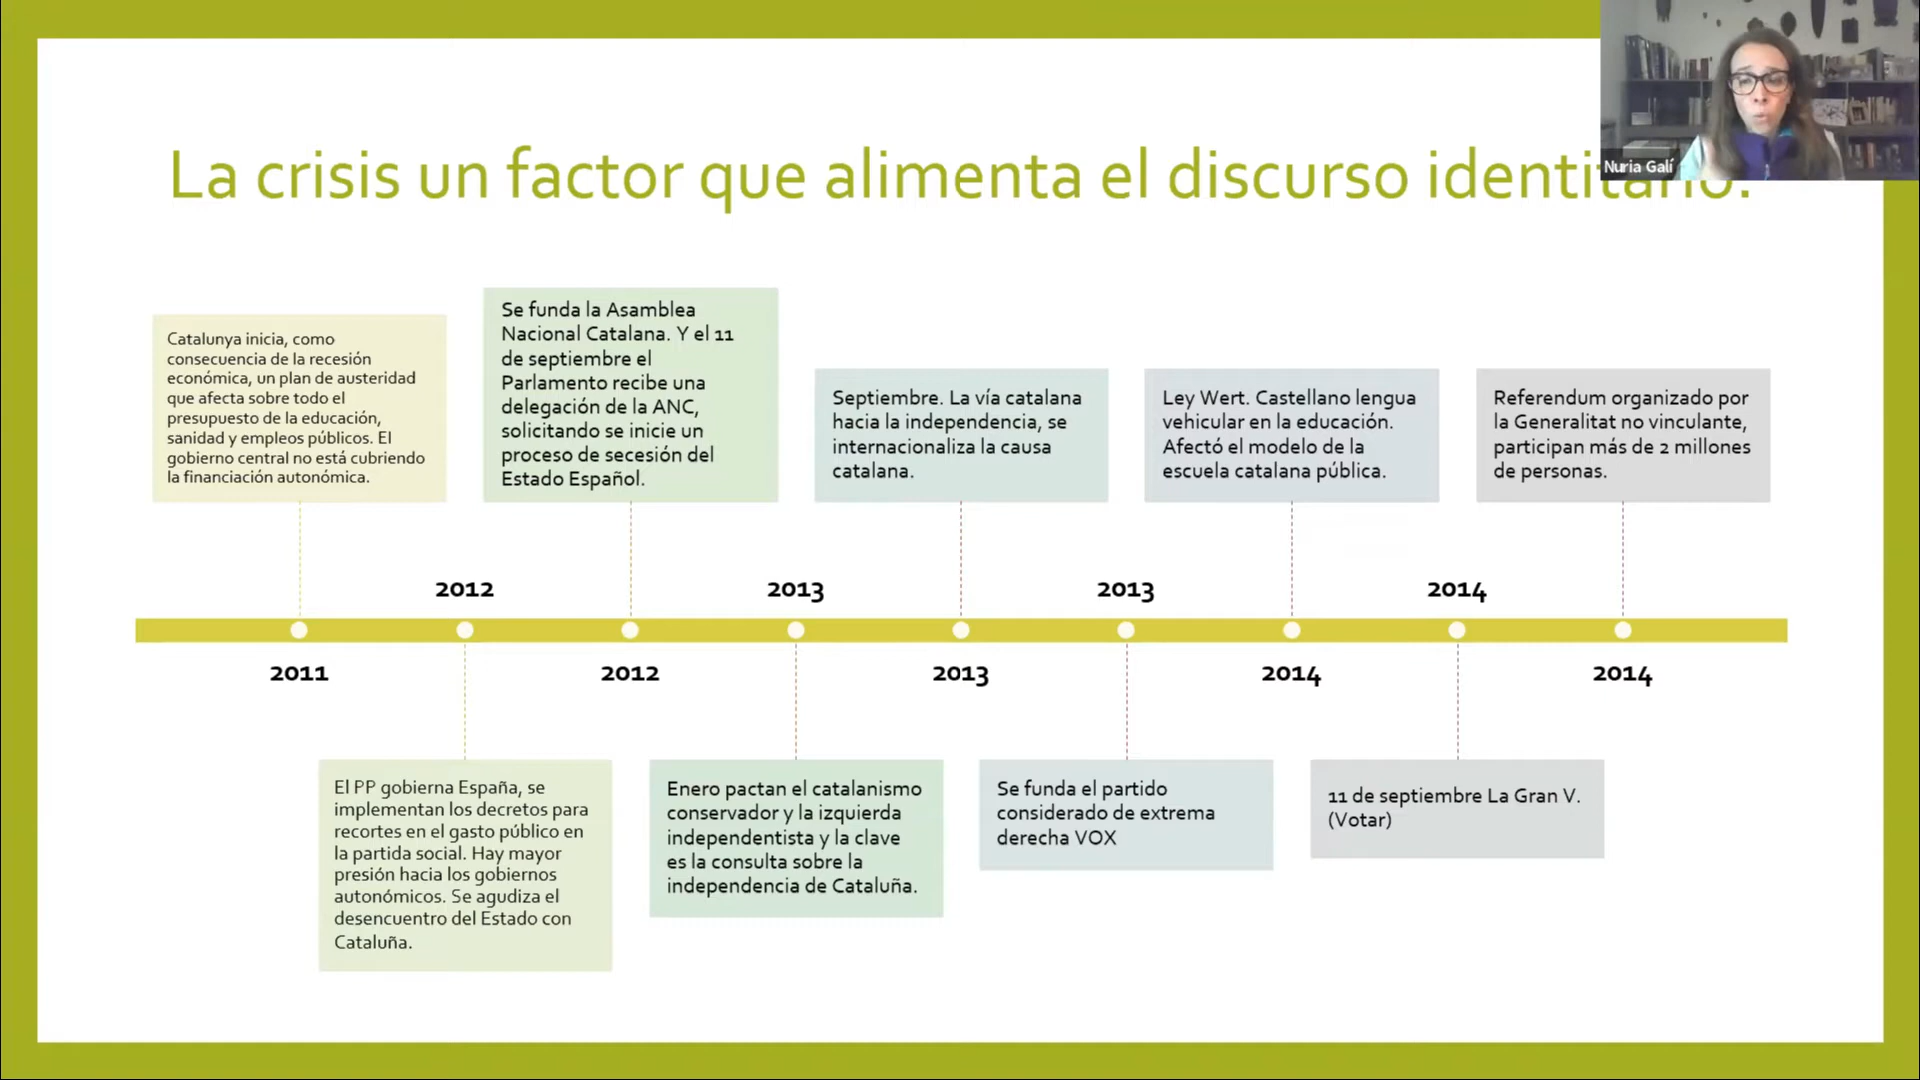 La crisis un factor que alimenta el discurso identitario.
Nuria Galí
Catalunya inicia, como
consecuencia de la recesión
económica, un plan de austeridad
que afecta sobre todo el
presupuesto de la educación,
sanidad y empleos públicos. El
gobierno central no está cubriendo
la financiación autonómica.
Se funda la Asamblea
Nacional Catalana. Y el 11
de septiembre el
Parlamento recibe una
delegación de la ANC,
solicitando se inicie un
proceso de secesión del
Estado Español.
Septiembre. La vía catalana
hacia la independencia, se
internacionaliza la causa
catalana.
Ley Wert. Castellano lengua
vehicular en la educación.
Afectó el modelo de la
escuela catalana pública.
Referendum organizado por
la Generalitat no vinculante,
participan más de 2 millones
de personas.
2012
2013
2013
2014
2011
2012
2013
2014
2014
El PP gobierna España, se
implementan los decretos para
recortes en el gasto público en
la partida social. Hay mayor
presión hacia los gobiernos
autonómicos. Se agudiza el
desencuentro del Estado con
Cataluña.
Enero pactan el catalanismo
conservador y la izquierda
independentista y la clave
es la consulta sobre la
independencia de Cataluña.
Se funda el partido
considerado de extrema
derecha VOX
11 de septiembre La Gran V.
(Votar)